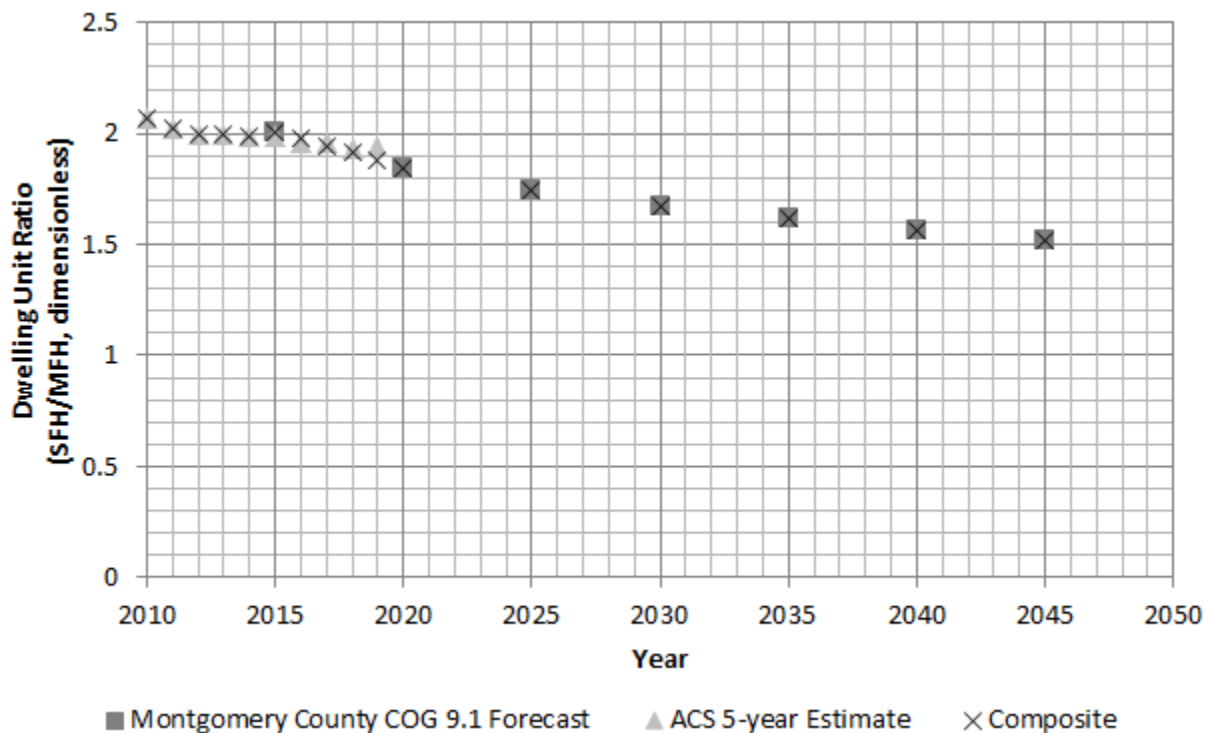 2.5
2
1.5
1
0.5
0
Dwelling Unit Ratio
(SFH/MFH, dimensionless)
2010 2015 2020 2025 2030 2035 2040 2045 2050
Year
Montgomery County COG 9.1 Forecast ACS 5-year Estimate Composite